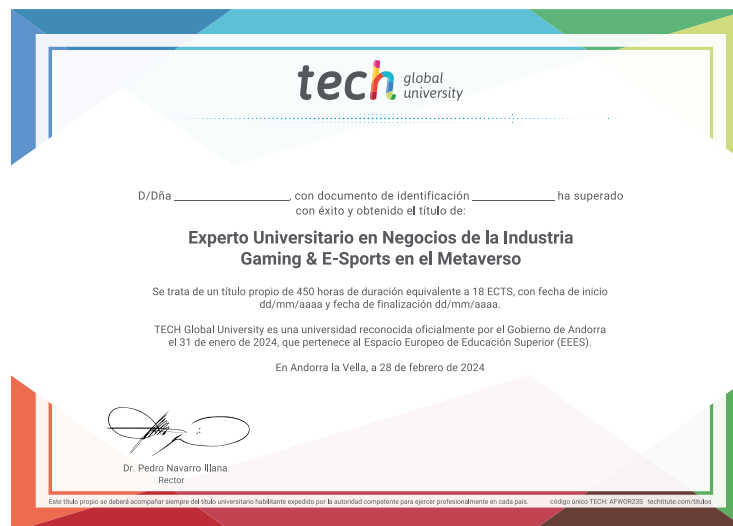 tech global university
D/Dña ____________________, con documento de identificación ______________ ha superado
con éxito y obtenido el título de:
Experto Universitario en Negocios de la Industria
Gaming & E-Sports en el Metaverso
Se trata de un título propio de 450 horas de duración equivalente a 18 ECTS, con fecha de inicio
dd/mm/aaaa y fecha de finalización dd/mm/aaaa.
TECH Global University es una universidad reconocida oficialmente por el Gobierno de Andorra
el 31 de enero de 2024, que pertenece al Espacio Europeo de Educación Superior (EEES).
En Andorra la Vella, a 28 de febrero de 2024
Dr. Pedro Navarro Illana
Rector
Este título propio se deberá acompañar siempre del título universitario habilitante expedido por la autoridad competente para ejercer profesionalmente en cada país. código único TECH: AFWOR23S techtitute.com/titulos